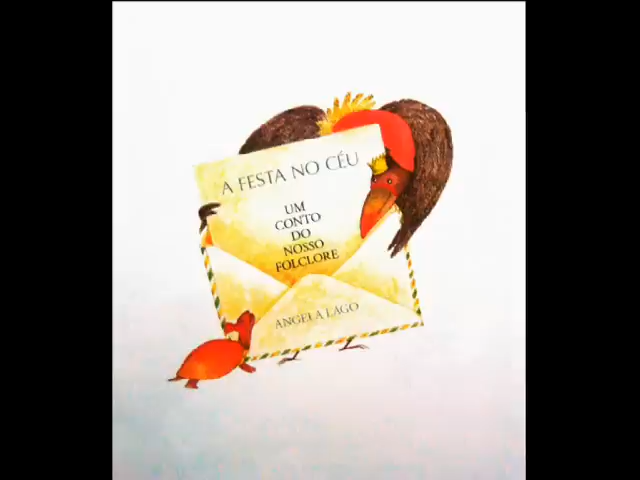 A FESTA NO CÉU
UM
CONTO
DO
NOSSO
FOLCLORE
ANGELA LAGO